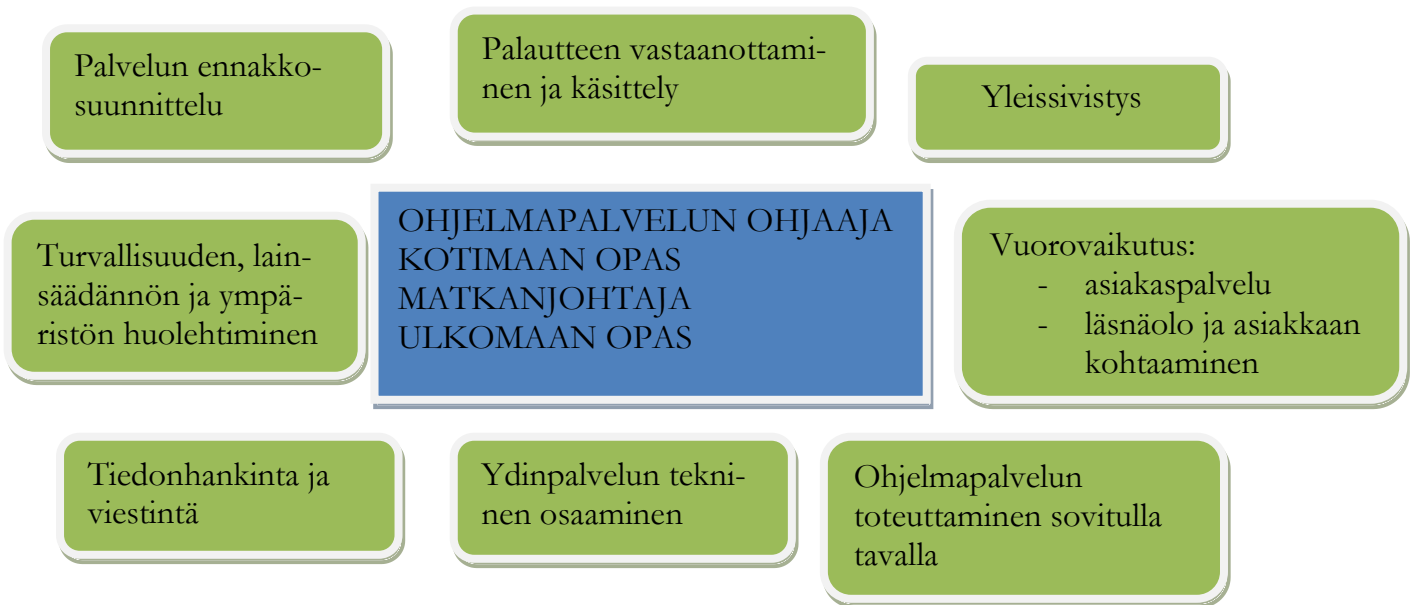 Palvelun ennakko-
suunnittelu
Palautteen vastaanottami-
nen ja käsittely
Yleissivistys
Turvallisuuden, lain-
säädännön ja ympä-
ristön huolehtiminen
OHJELMAPALVELUN OHJAAJA
KOTIMAAN OPAS
MATKANJOHTAJA
ULKOMAAN OPAS
Vuorovaikutus:
- asiakaspalvelu
- läsnäolo ja asiakkaan
kohtaaminen
Tiedonhankinta ja
viestintä
Ydinpalvelun tekni-
nen osaaminen
Ohjelmapalvelun
toteuttaminen sovitulla
tavalla